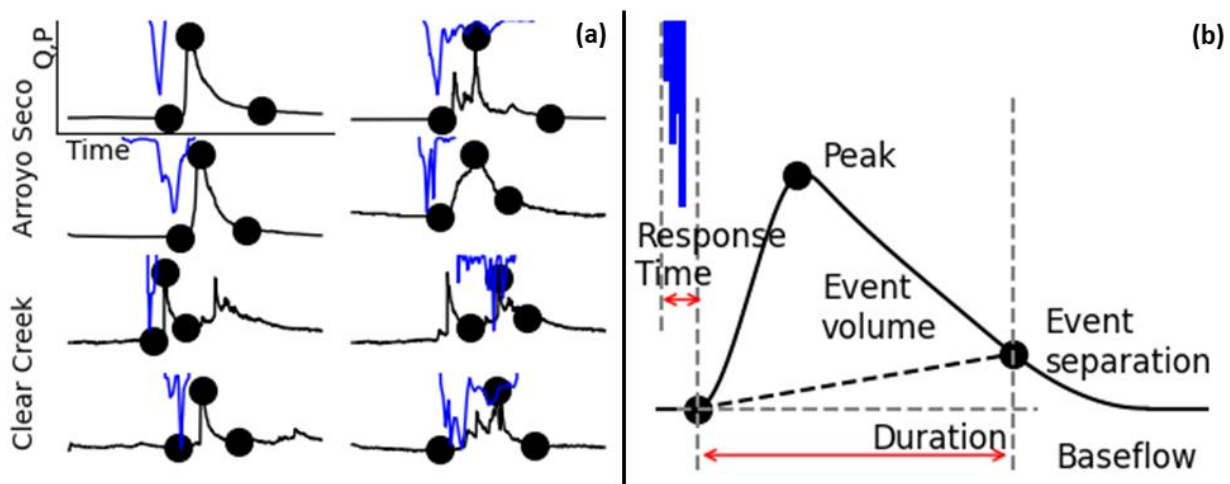 (a)
Q,P
Time
Arroyo Seco
Clear Creek
(b)
Peak
Response
Time
Event
volume
Event
separation
Duration
Baseflow